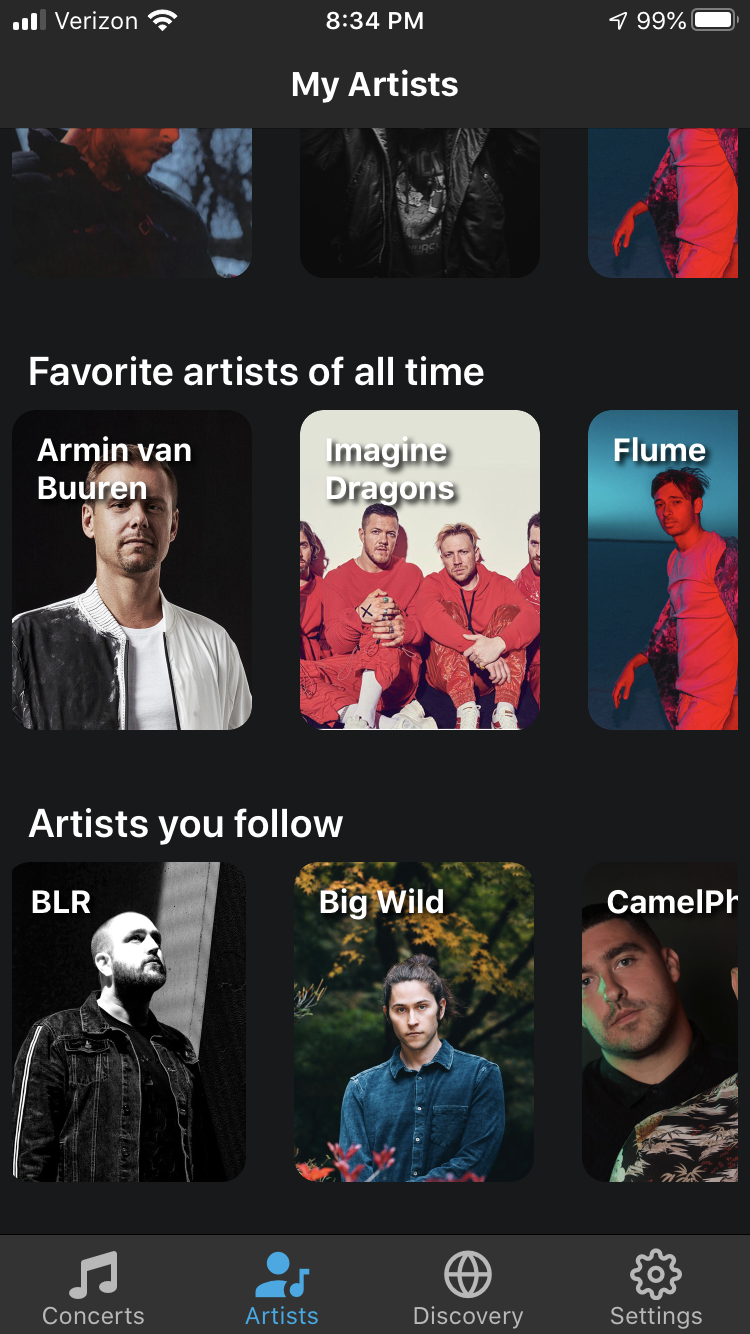 Verizon 8:34 PM 99%
My Artists
Favorite artists of all time
Armin van
Buuren
Imagine
Dragons
Flume
Artists you follow
BLR
Big Wild
CamelPh
Concerts Artists Discovery Settings